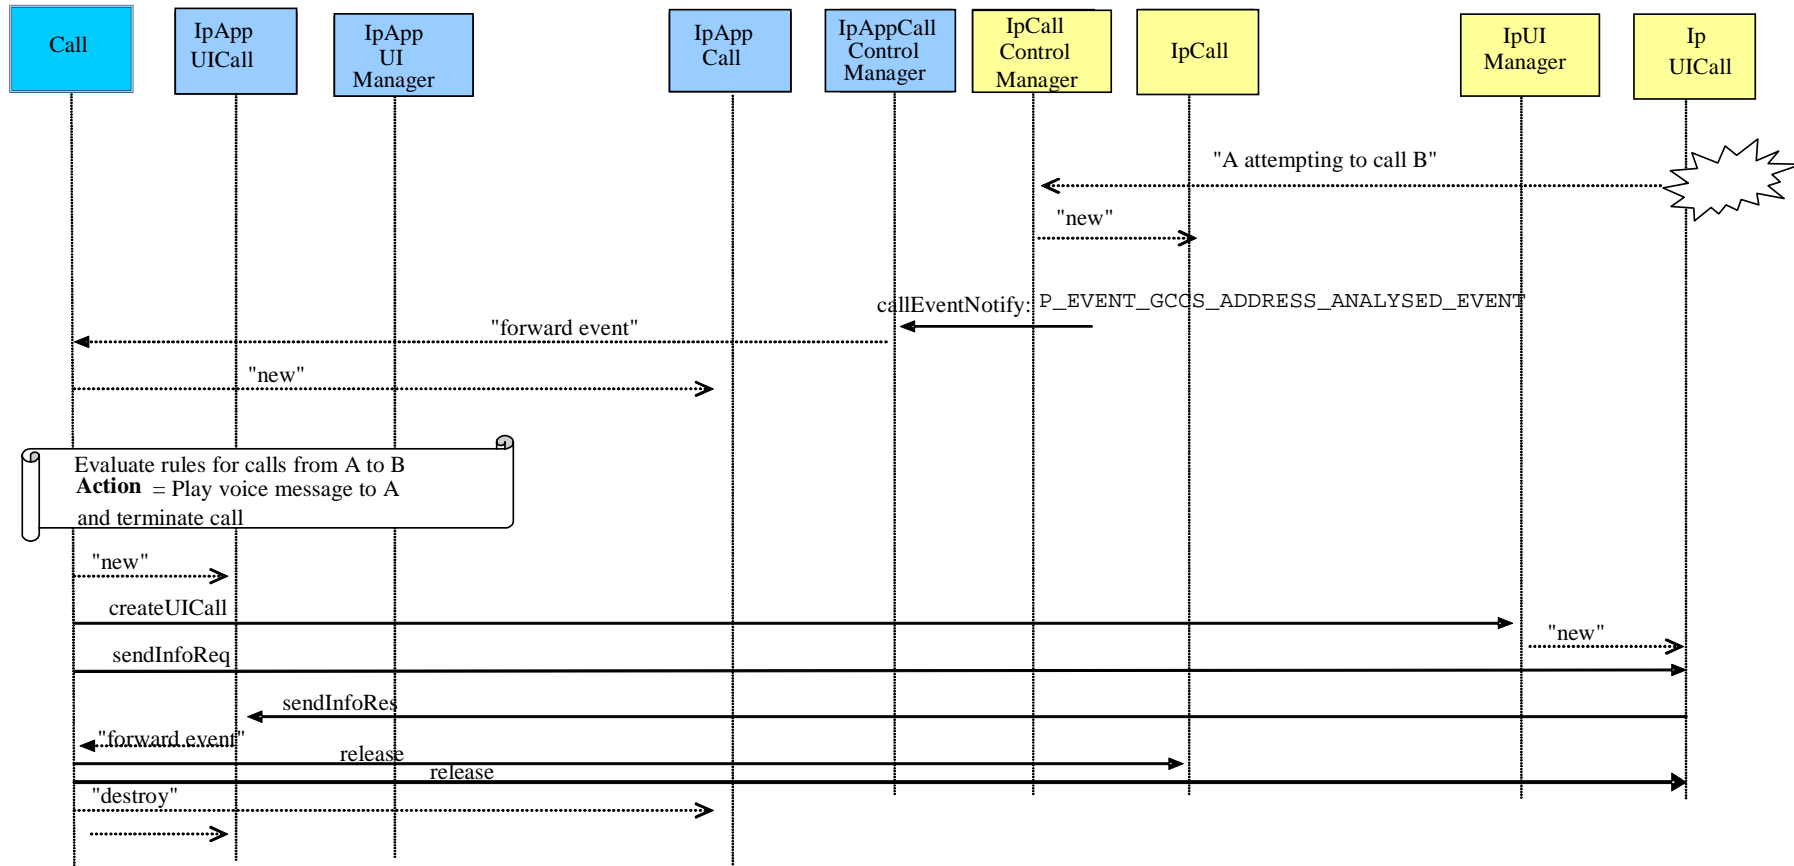 Call
IpApp
UICall
IpApp
UI
Manager
IpApp
Call
IpAppCall
Control
Manager
IpCall
Control
Manager
IpCall
IpUI
Manager
Ip
UICall
"A attempting to call B"
"new"
callEventNotify: P_EVENT_GCCS_ADDRESS_ANALYSED_EVENT
"forward event"
"new"
Evaluate rules for calls from A to B
Action = Play voice message to A
and terminate call
"new"
createUICall
"new"
sendInfoReq
sendInfoRes
"forward event"
release
release
"destroy"